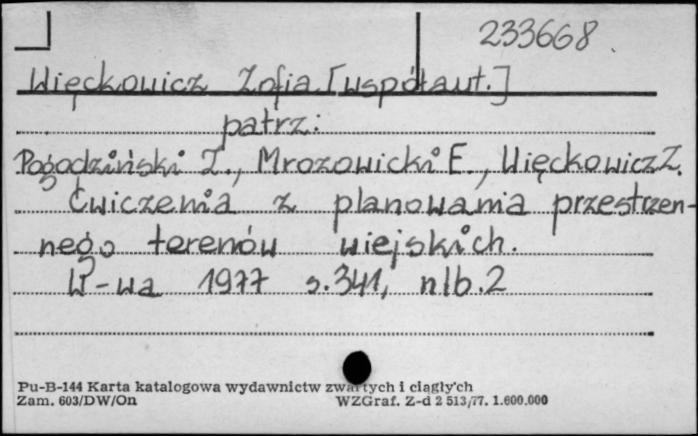 233668
Więckowicz Zofia [współaut.]
patrz:
Pogodziński Z., Mrozowicki E., Więckowicz Z.
Ćwiczenia z planowania przestrzen-
nego terenów wiejskich.
W-wa 1977 s.341, nlb.2
Pu-B-144 Karta katalogowa wydawnictw zwartych i ciągłych
Zam. 603/DW/On WZGraf. Z-d 2 513/77. 1.600.000